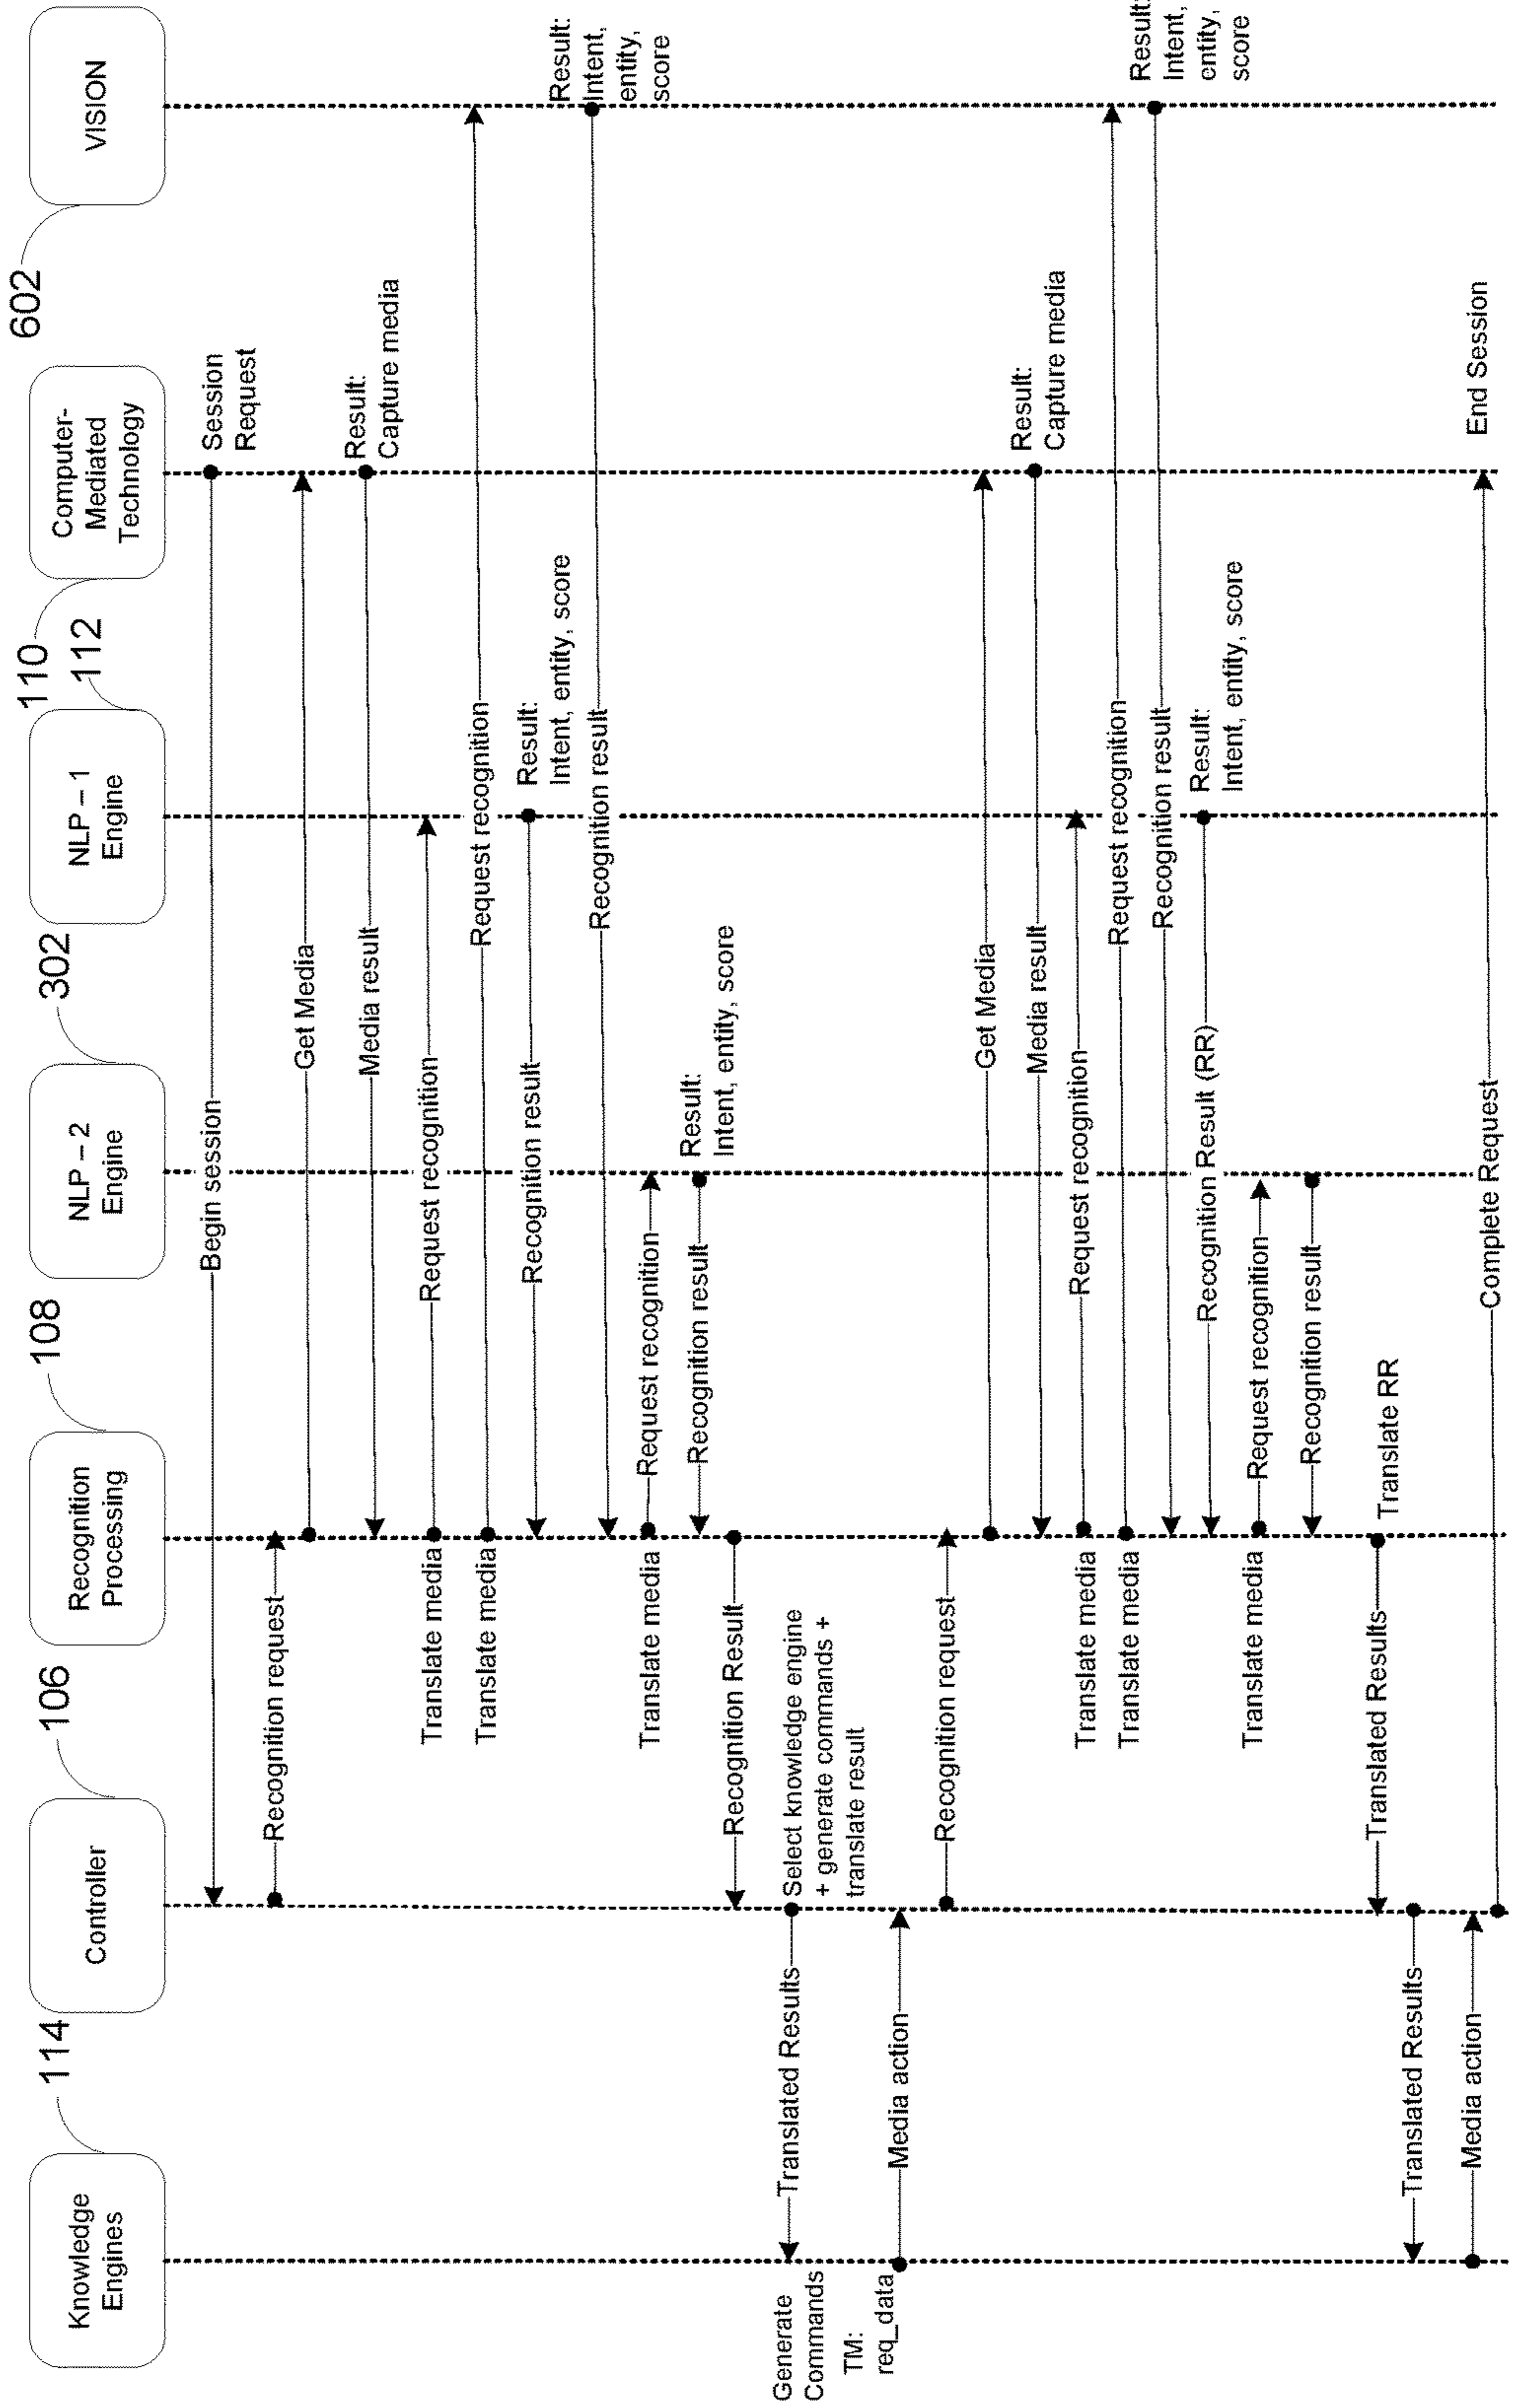 114
106
108
302
110
112
602
Knowledge
Engines
Controller
Recognition
Processing
NLP – 2
Engine
NLP – 1
Engine
Computer-
Mediated
Technology
VISION
Begin session
Session
Request
Recognition request
Get Media
Media result
Result:
Capture media
Translate media
Request recognition
Translate media
Request recognition
Recognition result
Result:
Intent, entity, score
Recognition result
Result:
Intent,
entity,
score
Translate media
Request recognition
Recognition result
Result:
Intent, entity, score
Recognition Result
Generate
Commands
Translated Results
Select knowledge engine
+ generate commands +
translate result
TM:
req_data
Media action
Recognition request
Get Media
Media result
Result:
Capture media
Translate media
Request recognition
Translate media
Request recognition
Recognition result
Result:
Intent,
entity,
score
Recognition Result (RR)
Result:
Intent, entity, score
Translate media
Request recognition
Recognition result
Translated Results
Translate RR
Translated Results
Media action
Complete Request
End Session